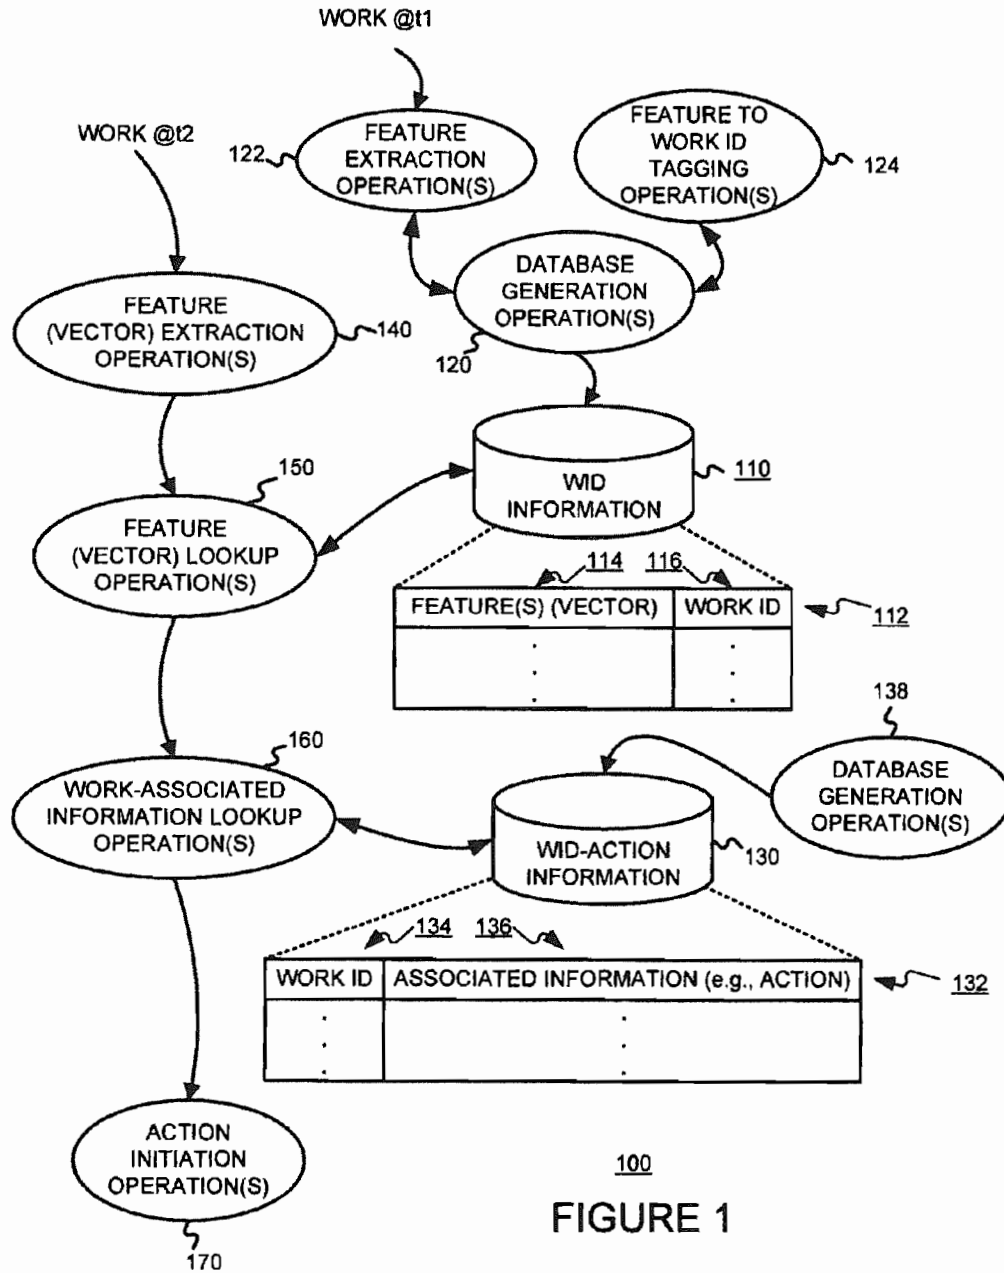 WORK @t1
WORK @t2
122
FEATURE
EXTRACTION
OPERATION(S)
FEATURE TO
WORK ID
TAGGING
OPERATION(S)
124
DATABASE
GENERATION
OPERATION(S)
120
FEATURE
(VECTOR) EXTRACTION
OPERATION(S)
140
WID
INFORMATION
110
150
FEATURE
(VECTOR) LOOKUP
OPERATION(S)
114
116
FEATURE(S) (VECTOR)
WORK ID
112
138
DATABASE
GENERATION
OPERATION(S)
160
WORK-ASSOCIATED
INFORMATION LOOKUP
OPERATION(S)
WID-ACTION
INFORMATION
130
134
136
WORK ID
ASSOCIATED INFORMATION (e.g., ACTION)
132
ACTION
INITIATION
OPERATION(S)
170
100
FIGURE 1